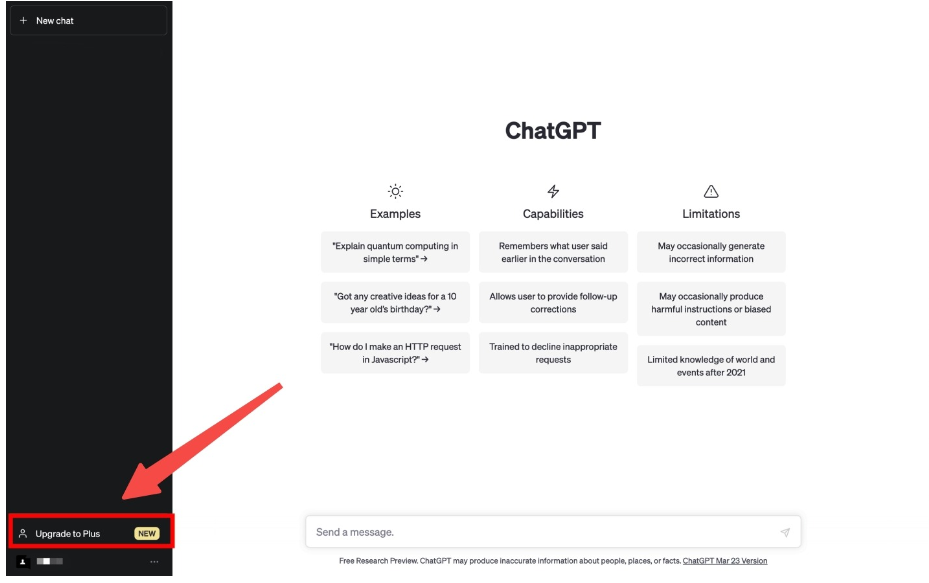 New chat
ChatGPT
Examples
"Explain quantum computing in
simple terms" →
"Got any creative ideas for a 10
year old's birthday?" →
"How do I make an HTTP request
in Javascript?" →
Capabilities
Remembers what user said
earlier in the conversation
Allows user to provide follow-up
corrections
Trained to decline inappropriate
requests
Limitations
May occasionally generate
incorrect information
May occasionally produce
harmful instructions or biased
content
Limited knowledge of world and
events after 2021
Upgrade to Plus NEW
Send a message.
Free Research Preview. ChatGPT may produce inaccurate information about people, places, or facts. ChatGPT Mar 23 Version